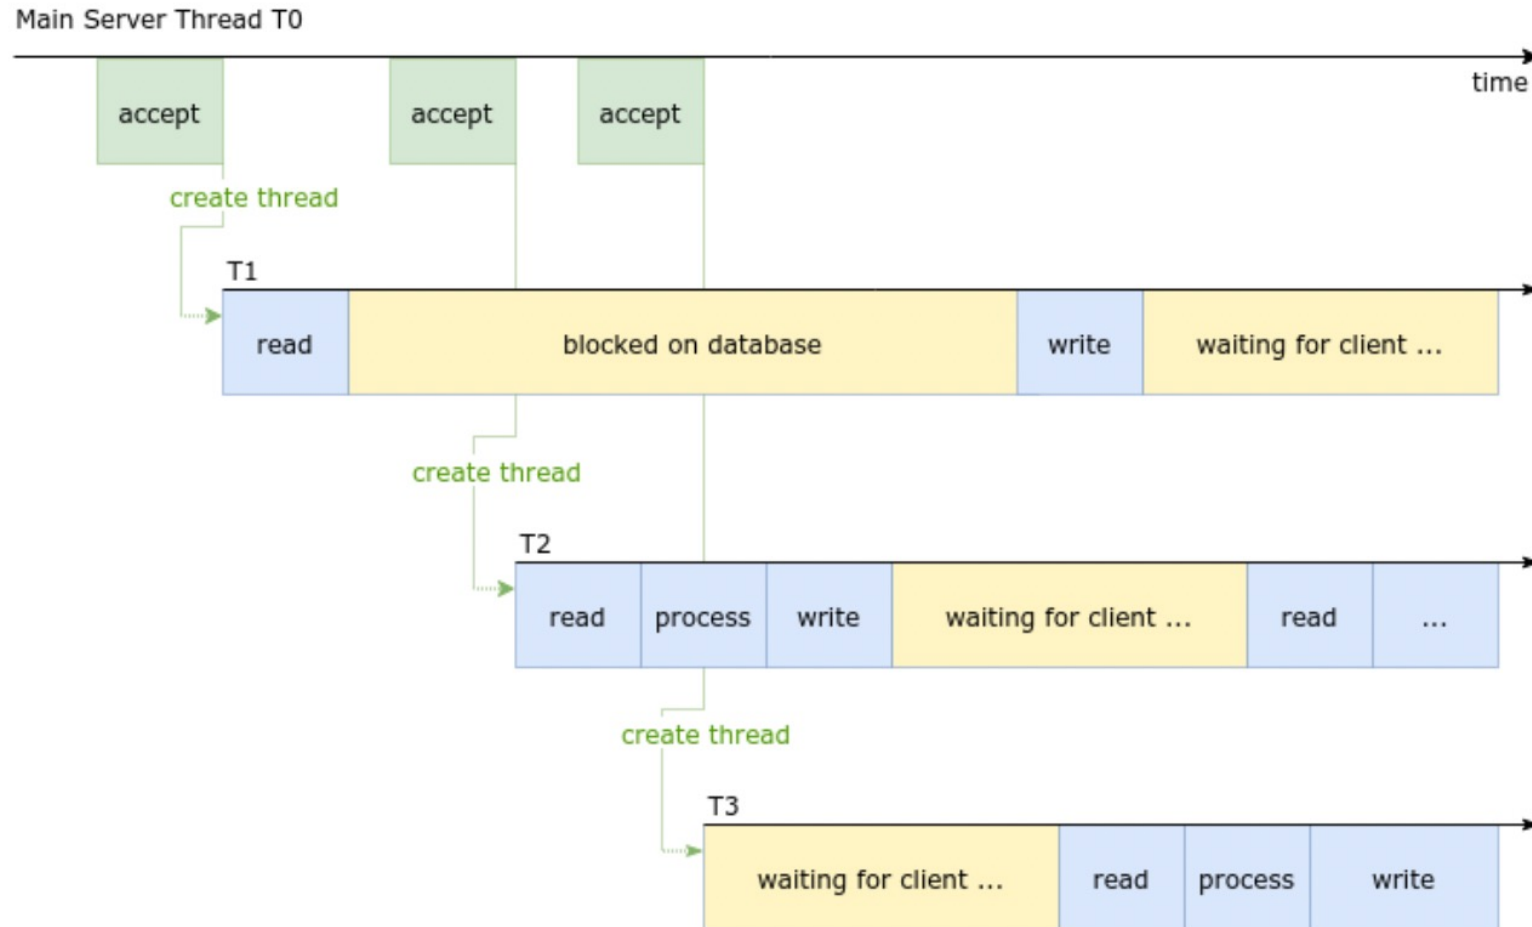 Main Server Thread T0
time
accept
accept
accept
create thread
T1
read
blocked on database
write
waiting for client ...
create thread
T2
read
process
write
waiting for client ...
read
...
create thread
T3
waiting for client ...
read
process
write